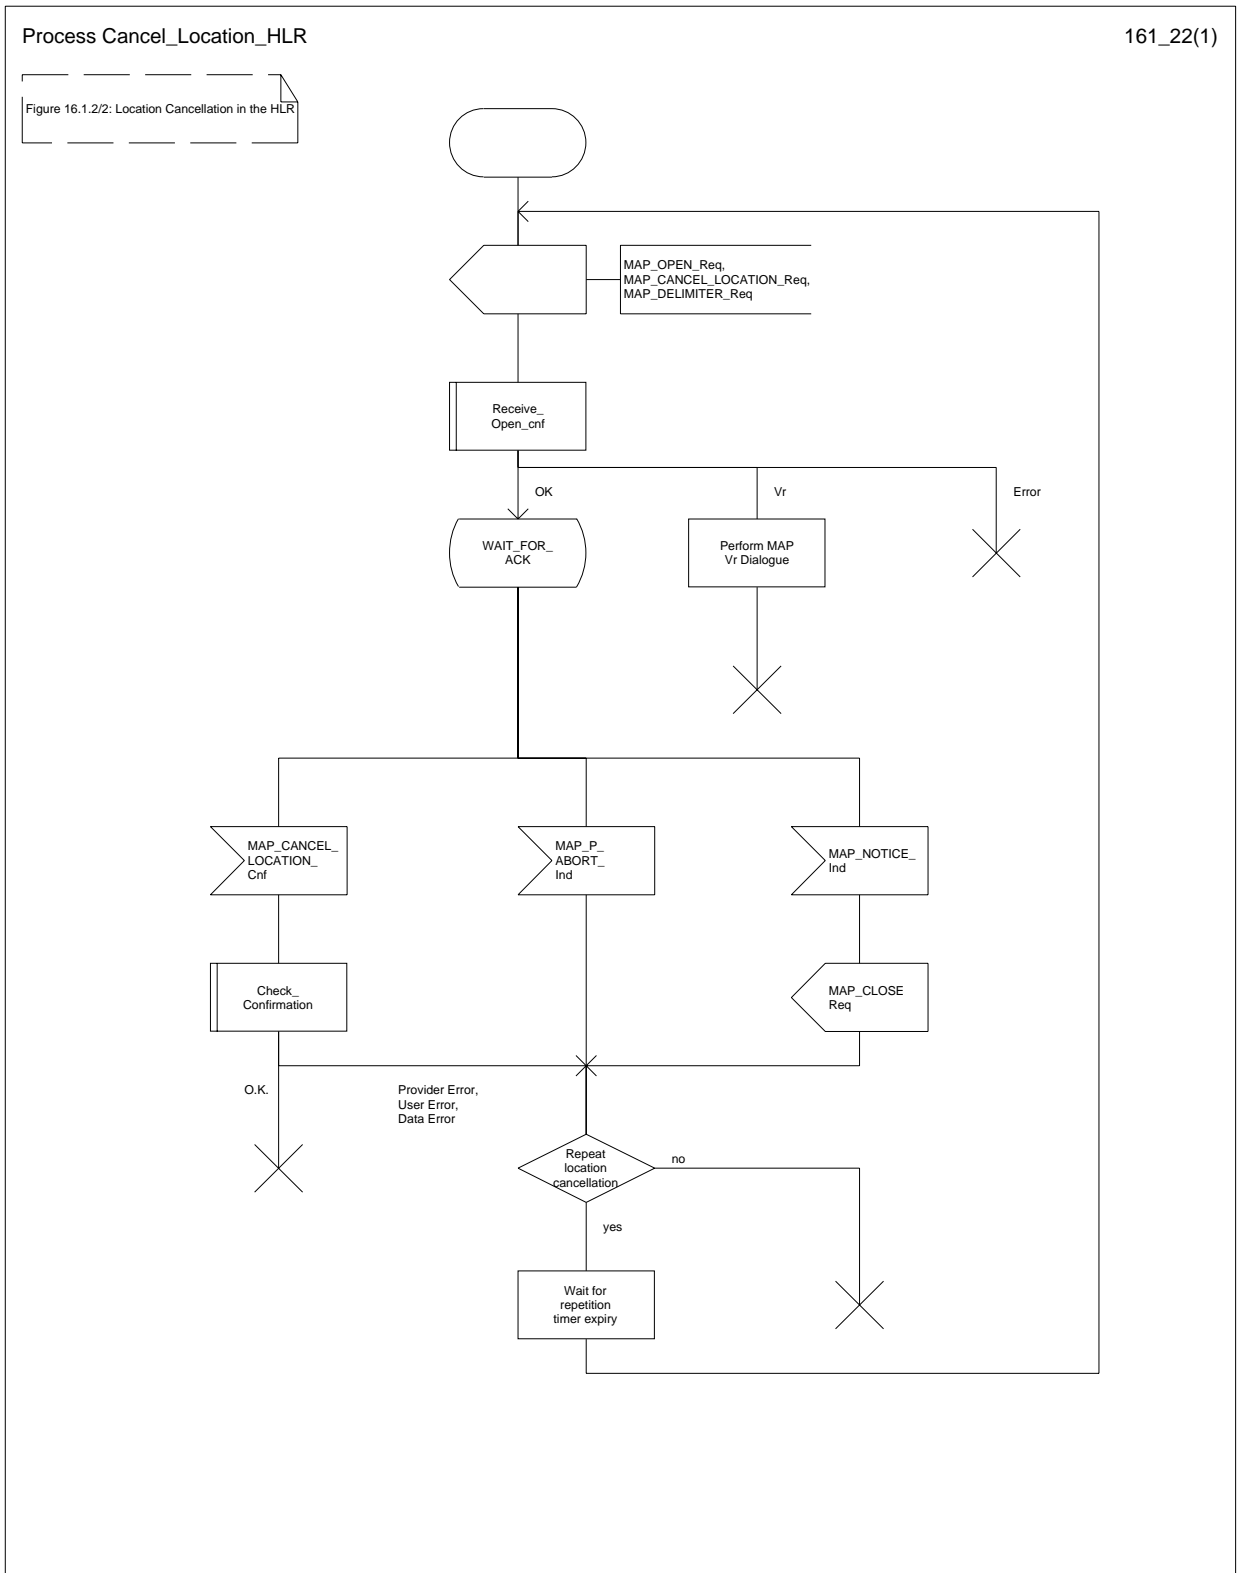 Process Cancel_Location_HLR
161_22(1)
Figure 16.1.2/2: Location Cancellation in the HLR
MAP_OPEN_Req,
MAP_CANCEL_LOCATION_Req,
MAP_DELIMITER_Req
Receive_
Open_cnf
OK
Vr
Error
WAIT_FOR_
ACK
Perform MAP
Vr Dialogue
MAP_CANCEL_
LOCATION_
Cnf
MAP_P_
ABORT_
Ind
MAP_NOTICE_
Ind
Check_
Confirmation
MAP_CLOSE
Req
O.K.
Provider Error,
User Error,
Data Error
Repeat
location
cancellation
no
yes
Wait for
repetition
timer expiry